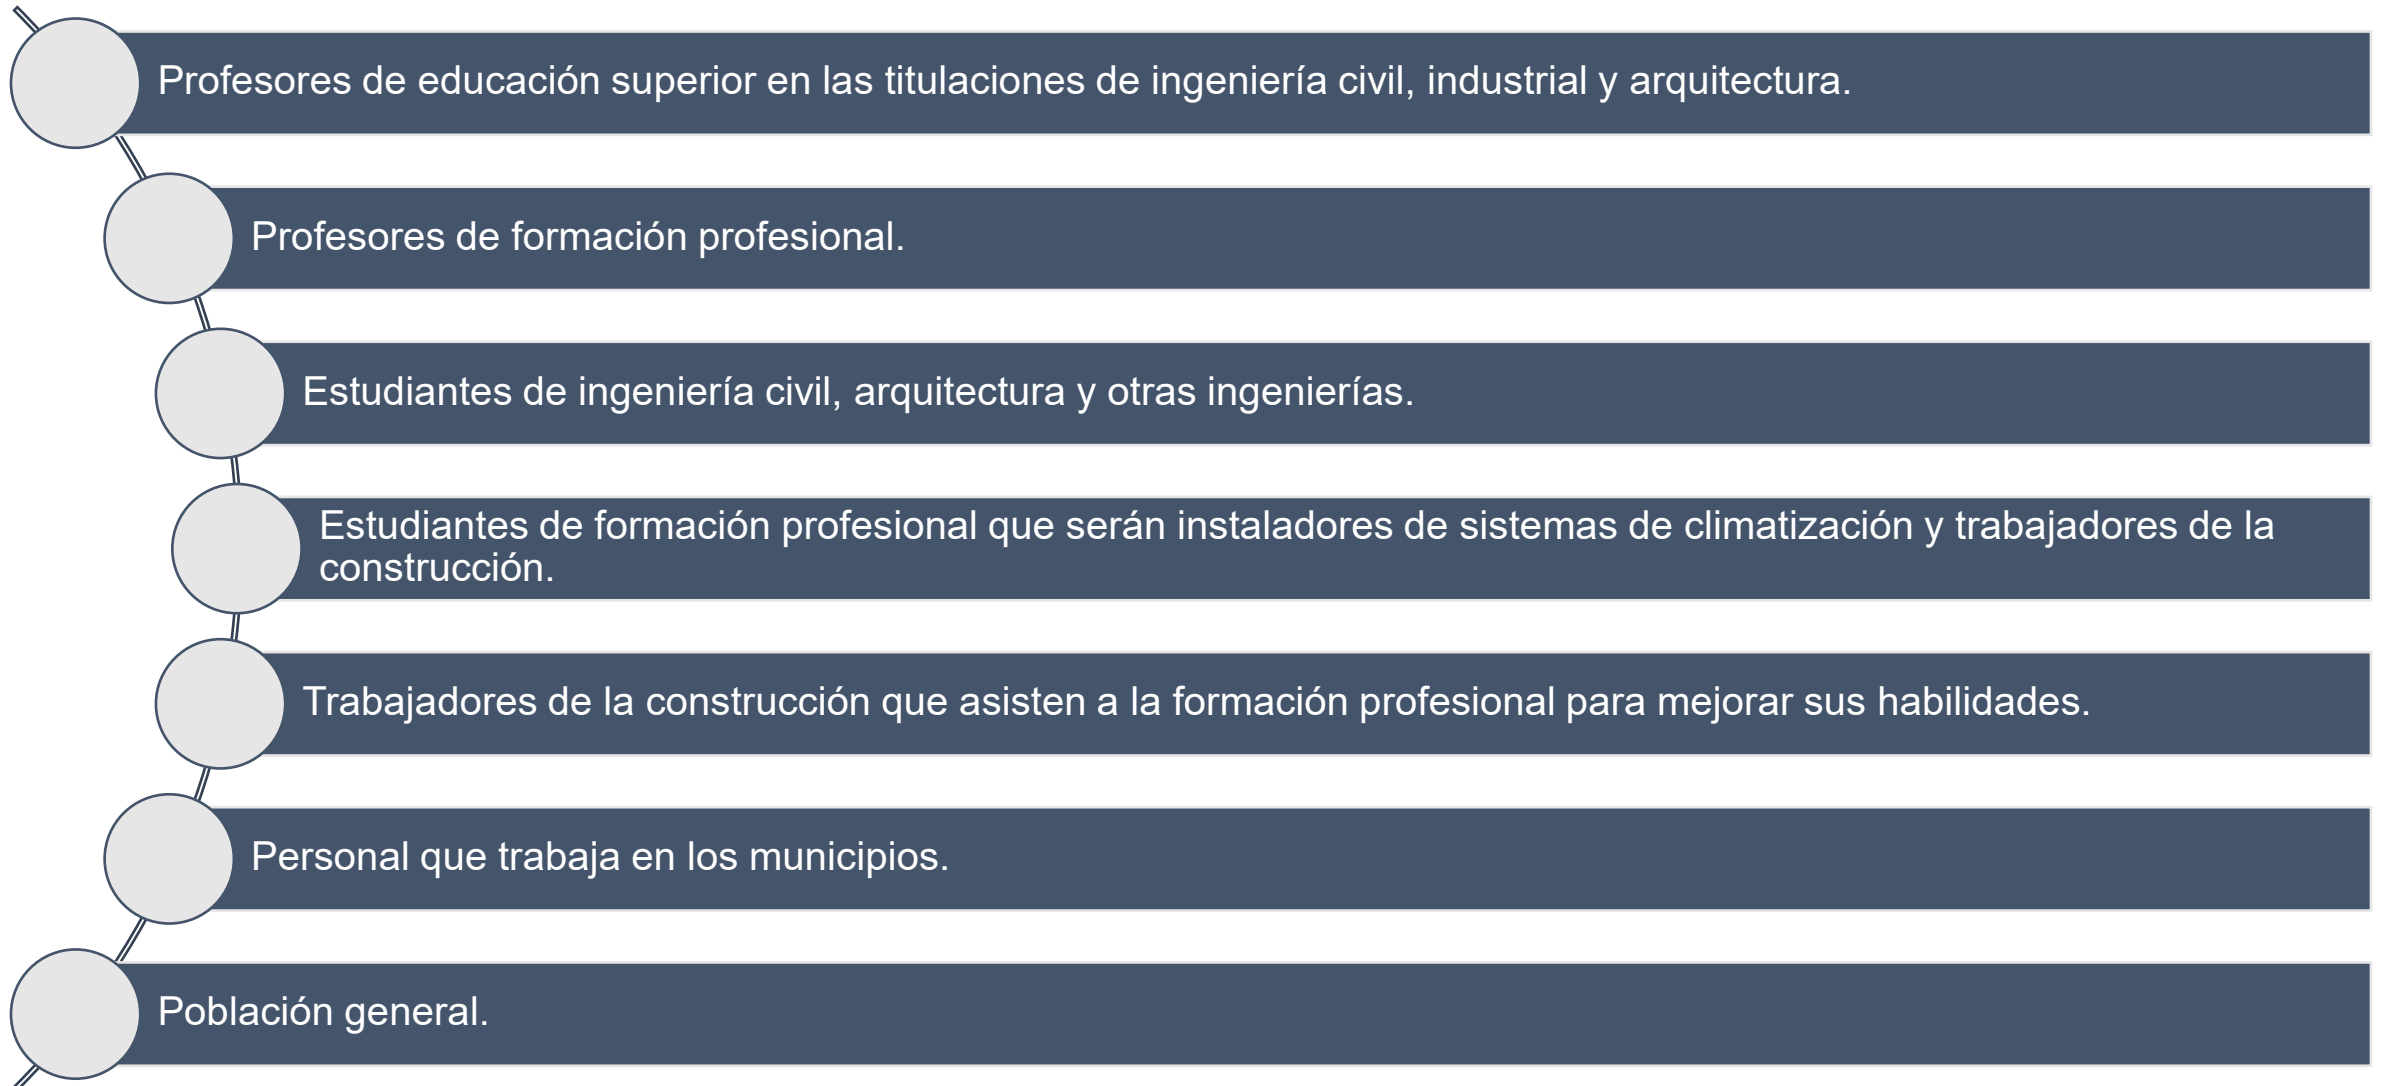 Profesores de educación superior en las titulaciones de ingeniería civil, industrial y arquitectura.
Profesores de formación profesional.
Estudiantes de ingeniería civil, arquitectura y otras ingenierías.
Estudiantes de formación profesional que serán instaladores de sistemas de climatización y trabajadores de la
construcción.
Trabajadores de la construcción que asisten a la formación profesional para mejorar sus habilidades.
Personal que trabaja en los municipios.
Población general.